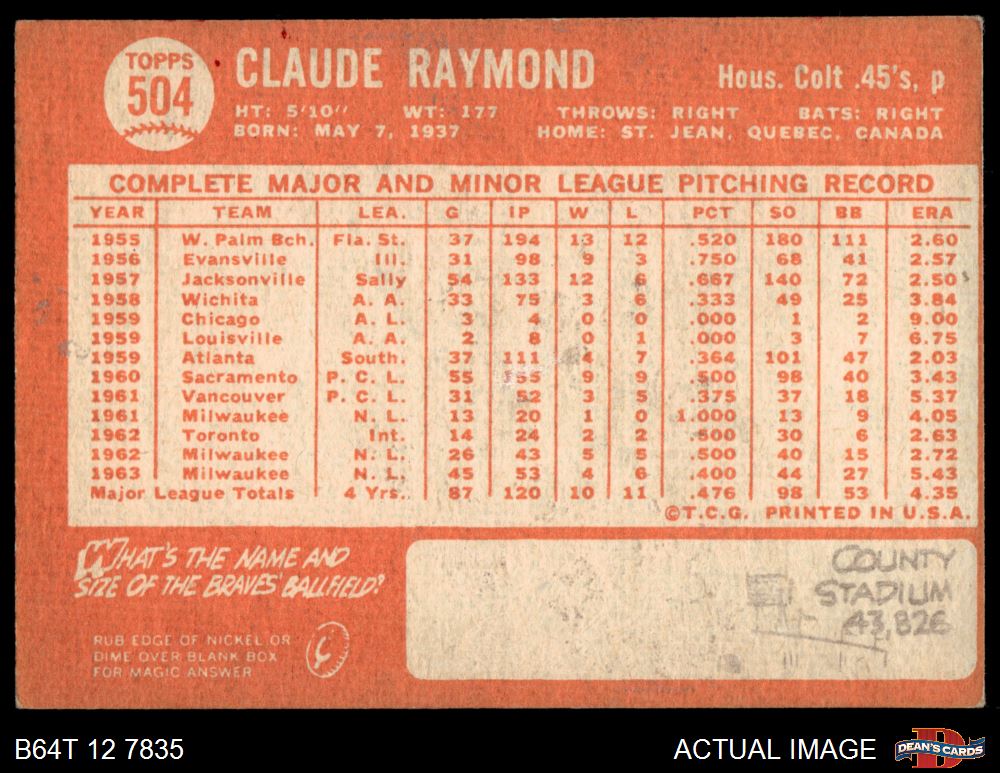 TOPPS
504
CLAUDE RAYMOND
Hous. Colt .45's, p
HT: 5'10" WT: 177 THROWS: RIGHT BATS: RIGHT
BORN: MAY 7, 1937 HOME: ST. JEAN, QUEBEC, CANADA
COMPLETE MAJOR AND MINOR LEAGUE PITCHING RECORD
YEAR TEAM LEA. G IP W L PCT SO BB ERA
1955 W. Palm Bch. Fla. St. 37 194 13 12 .520 180 111 2.60
1956 Evansville Ill. 31 98 9 3 .750 68 41 2.57
1957 Jacksonville Sally 54 133 12 6 .667 140 72 2.50
1958 Wichita A. A. 33 75 3 6 .333 49 25 3.84
1959 Chicago A. L. 3 4 0 0 .000 1 2 9.00
1959 Louisville A. A. 2 8 0 1 .000 3 7 6.75
1959 Atlanta South. 37 111 4 7 .364 101 47 2.03
1960 Sacramento P. C. L. 55 55 9 9 .500 98 40 3.43
1961 Vancouver P. C. L. 31 52 3 5 .375 37 18 5.37
1961 Milwaukee N. L. 13 20 1 0 1.000 13 9 4.05
1962 Toronto Int. 14 24 2 2 .500 30 6 2.63
1962 Milwaukee N. L. 26 43 5 5 .500 40 15 2.72
1963 Milwaukee N. L. 45 53 4 6 .400 44 27 5.43
Major League Totals 4 Yrs. 87 120 10 11 .476 98 53 4.35
©T.C.G. PRINTED IN U.S.A.
WHAT'S THE NAME AND
SIZE OF THE BRAVES' BALLFIELD?
RUB EDGE OF NICKEL OR
DIME OVER BLANK BOX
FOR MAGIC ANSWER
COUNTY
STADIUM
43,826
B64T 12 7835
ACTUAL IMAGE
DEAN'S CARDS